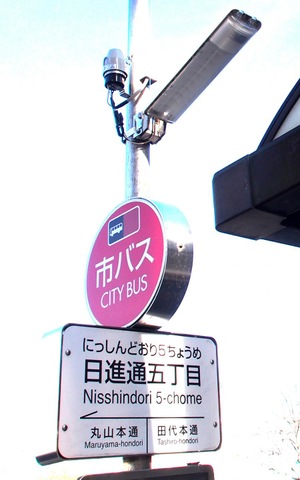 市バス
CITY BUS
にっしんどおり5ちょうめ
日進通五丁目
Nisshindori 5-chome
丸山本通 田代本通
Maruyama-hondori Tashiro-hondori